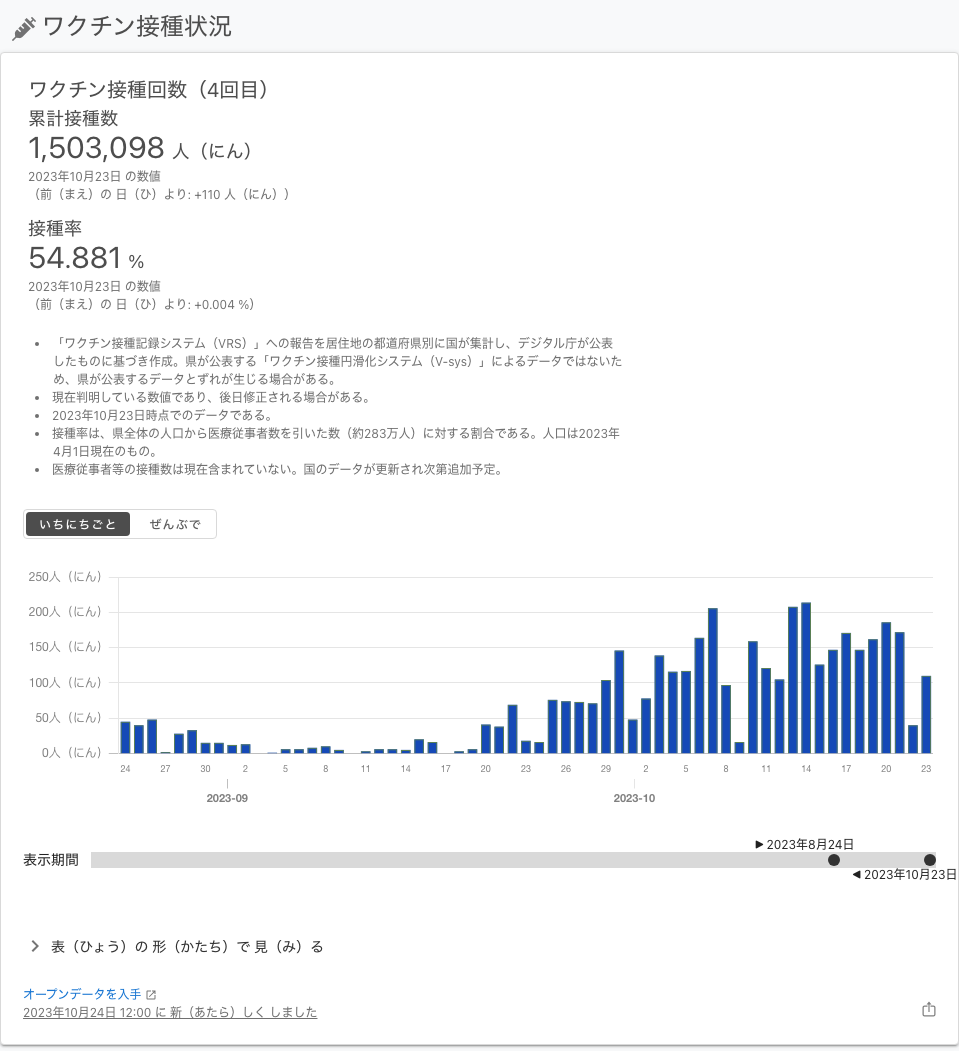 ワクチン接種状況
ワクチン接種回数（4回目）
累計接種数
1,503,098 人（にん）
2023年10月23日 の数値
（前（まえ）の 日（ひ）より: +110 人（にん））
接種率
54.881 %
2023年10月23日 の数値
（前（まえ）の 日（ひ）より: +0.004 %）
• 「ワクチン接種記録システム（VRS）」への報告を居住地の都道府県別に国が集計し、デジタル庁が公表
したものに基づき作成。県が公表する「ワクチン接種円滑化システム（V-sys）」によるデータではないた
め、県が公表するデータとずれが生じる場合がある。
• 現在判明している数値であり、後日修正される場合がある。
• 2023年10月23日時点でのデータである。
• 接種率は、県全体の人口から医療従事者数を引いた数（約283万人）に対する割合である。人口は2023年
4月1日現在のもの。
• 医療従事者等の接種数は現在含まれていない。国のデータが更新され次第追加予定。
いちにちごと ぜんぶで
250人（にん）
200人（にん）
150人（にん）
100人（にん）
50人（にん）
0人（にん）
24 27 30 2 5 8 11 14 17 20 23 26 29 2 5 8 11 14 17 20 23
2023-09 2023-10
▶ 2023年8月24日
表示期間
◀ 2023年10月23日
表（ひょう）の 形（かたち）で 見（み）る
オープンデータを入手
2023年10月24日 12:00 に 新（あたら）しく しました